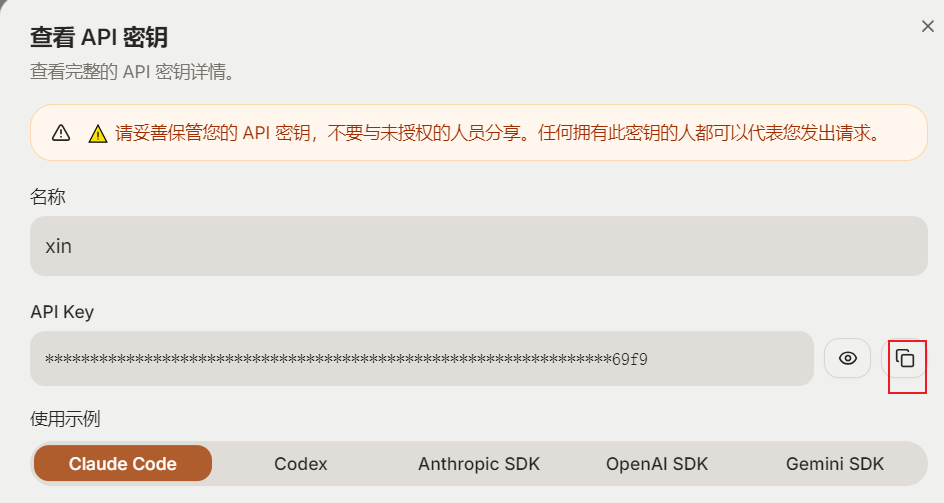 查看 API 密钥
查看完整的 API 密钥详情。
⚠ 请妥善保管您的 API 密钥，不要与未授权的人员分享。任何拥有此密钥的人都可以代表您发出请求。
名称
xin
API Key
***************************************************************69f9
使用示例
Claude Code Codex Anthropic SDK OpenAI SDK Gemini SDK